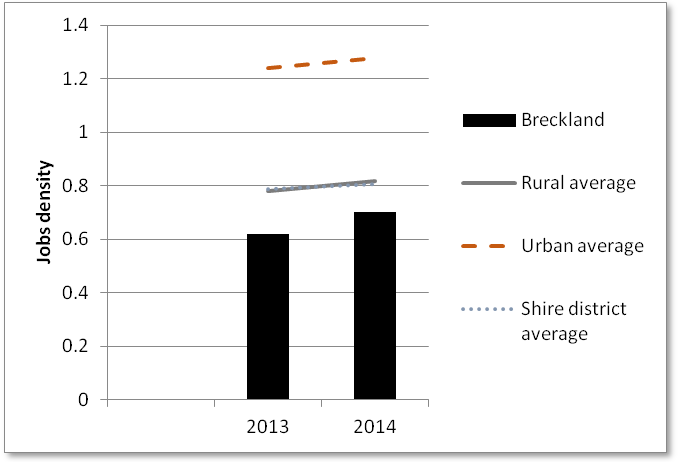 1.4
1.2
1
0.8
0.6
0.4
0.2
0
Jobs density
2013
2014
Breckland
Rural average
Urban average
Shire district
average